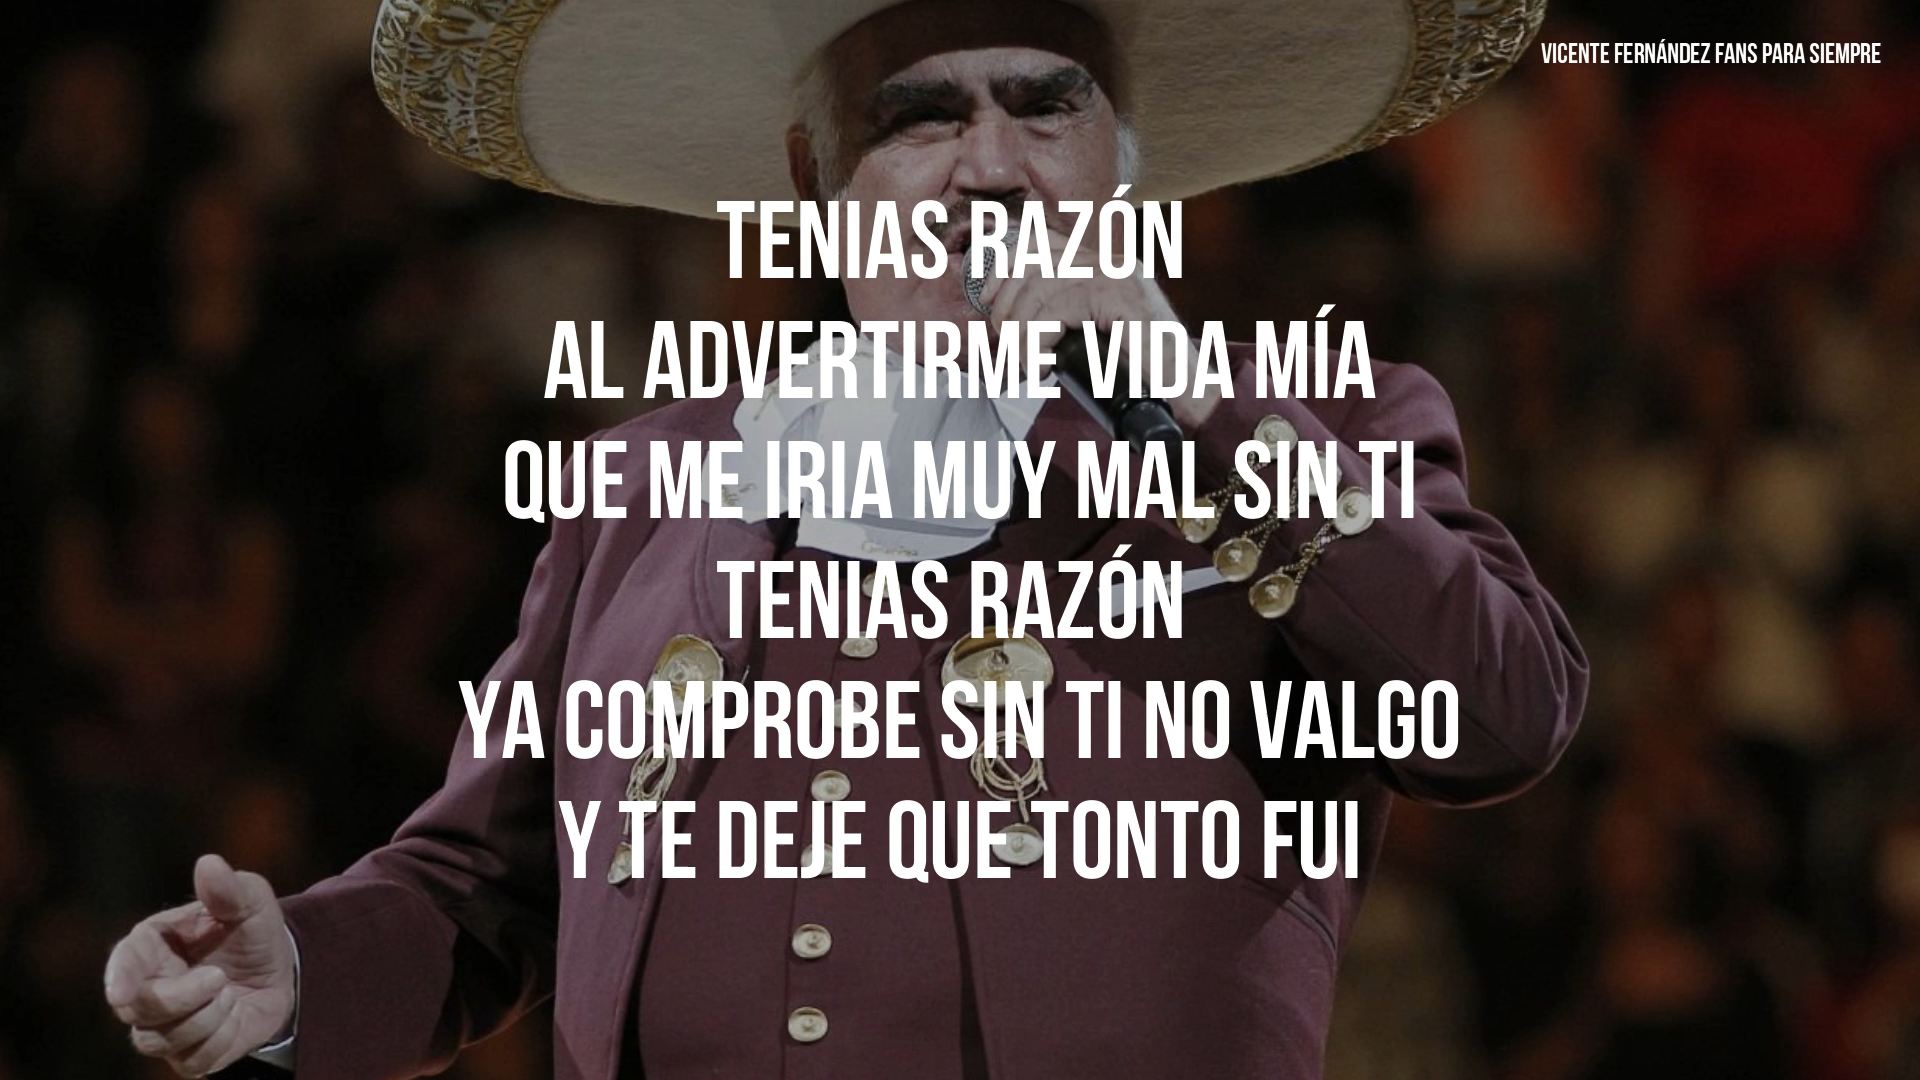 VICENTE FERNÁNDEZ FANS PARA SIEMPRE
TENIAS RAZÓN
AL ADVERTIRME VIDA MÍA
QUE ME IRIA MUY MAL SIN TI
TENIAS RAZÓN
YA COMPROBE SIN TI NO VALGO
Y TE DEJE QUE TONTO FUI